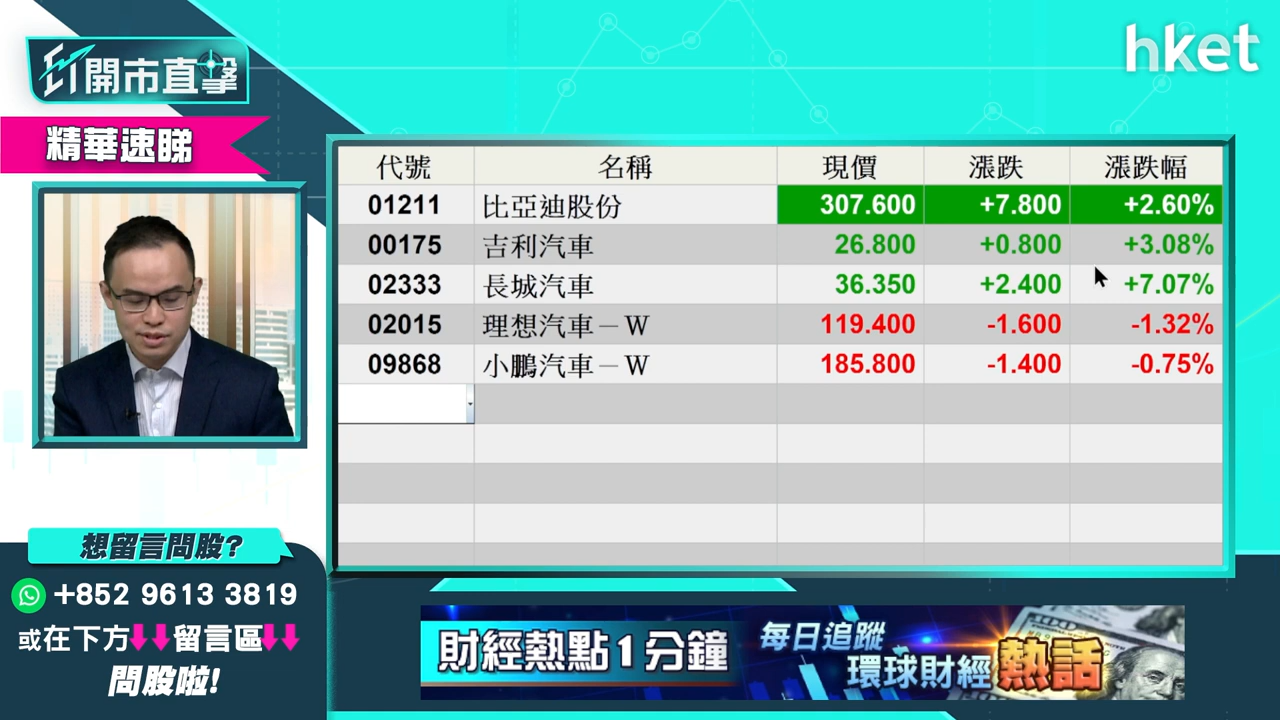 hket
ET開市直擊
精華速睇
代號 名稱 現價 漲跌 漲跌幅
01211 比亞迪股份 307.600 +7.800 +2.60%
00175 吉利汽車 26.800 +0.800 +3.08%
02333 長城汽車 36.350 +2.400 +7.07%
02015 理想汽車－W 119.400 -1.600 -1.32%
09868 小鵬汽車－W 185.800 -1.400 -0.75%
想留言問股?
+852 9613 3819
或在下方留言區
問股啦!
財經熱點1分鐘
每日追蹤
環球財經熱話